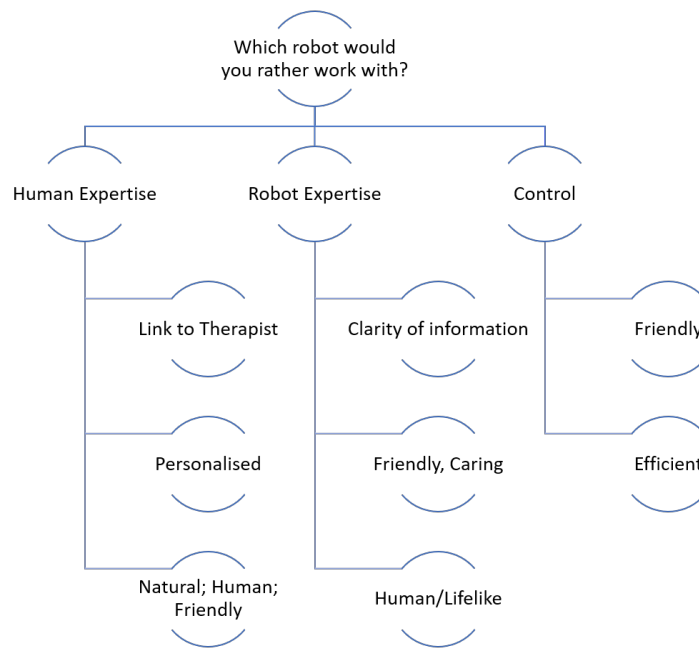 Which robot would
you rather work with?
Human Expertise
Robot Expertise
Control
Link to Therapist
Clarity of information
Friendly
Personalised
Friendly, Caring
Efficient
Natural; Human;
Friendly
Human/Lifelike